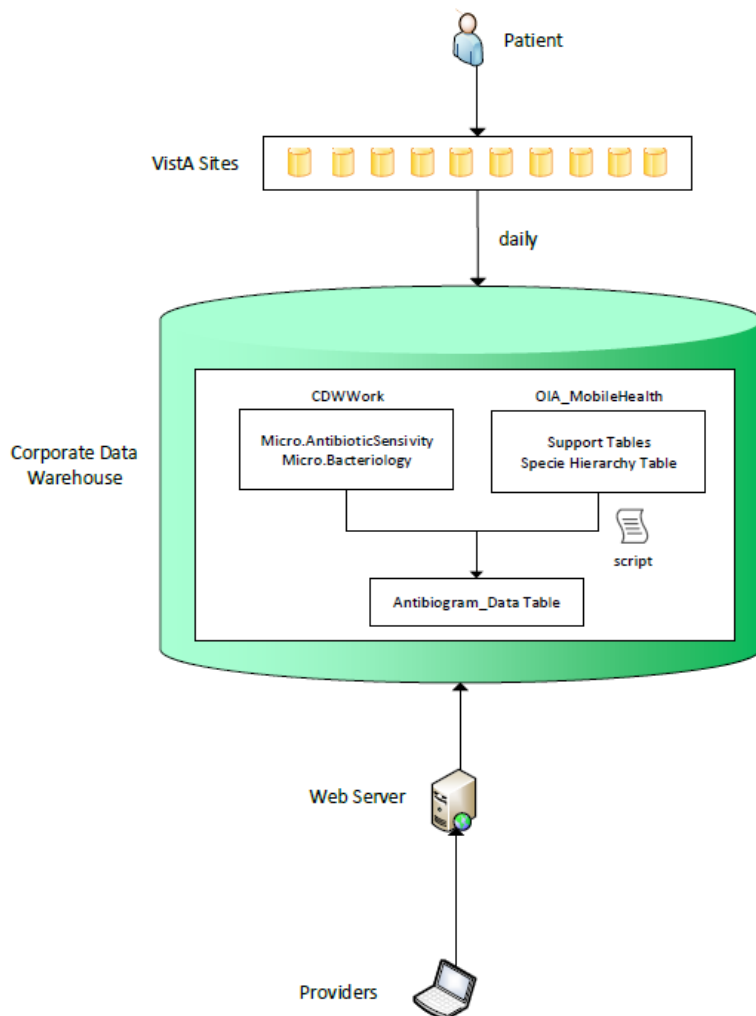 Patient
VistA Sites
daily
Corporate Data
Warehouse
CDWWork
Micro.AntibioticSensivity
Micro.Bacteriology
OIA_MobileHealth
Support Tables
Specie Hierarchy Table
script
Antibiogram_Data Table
Web Server
Providers